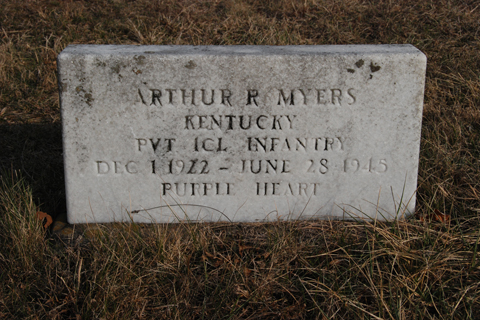 ARTHUR R MYERS
KENTUCKY
PVT 1CL INFANTRY
DEC 1 1922 - JUNE 28 1945
PURPLE HEART